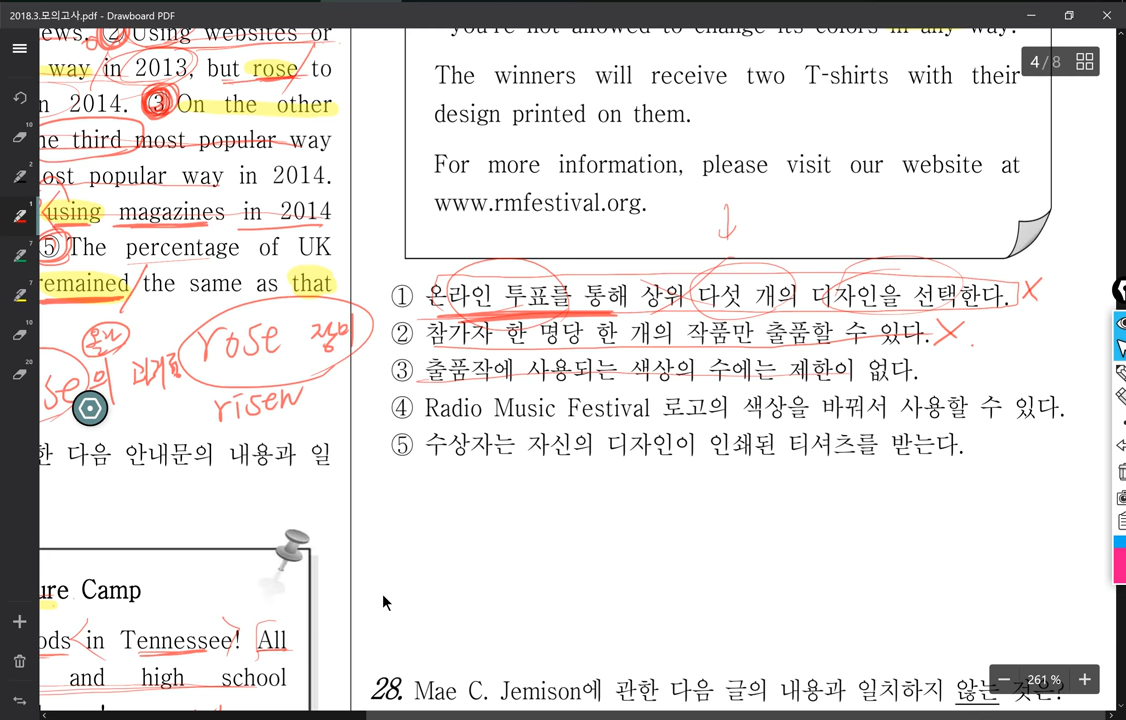 2018.3.모의고사.pdf - Drawboard PDF
ews. ② Using websites or
way in 2013, but rose to
n 2014. ③ On the other
he third most popular way
ost popular way in 2014.
using magazines in 2014
⑤ The percentage of UK
emained the same as that
rose 장미
risen
한 다음 안내문의 내용과 일
ure Camp
ods in Tennessee! All
and high school
you're not allowed to change its colors in any way.
4 / 8
The winners will receive two T-shirts with their
design printed on them.
For more information, please visit our website at
www.rmfestival.org.
① 온라인 투표를 통해 상위 다섯 개의 디자인을 선택한다. X
② 참가자 한 명당 한 개의 작품만 출품할 수 있다. X
③ 출품작에 사용되는 색상의 수에는 제한이 없다.
④ Radio Music Festival 로고의 색상을 바꿔서 사용할 수 있다.
⑤ 수상자는 자신의 디자인이 인쇄된 티셔츠를 받는다.
28. Mae C. Jemison에 관한 다음 글의 내용과 일치하지 않는 것은?
261 %